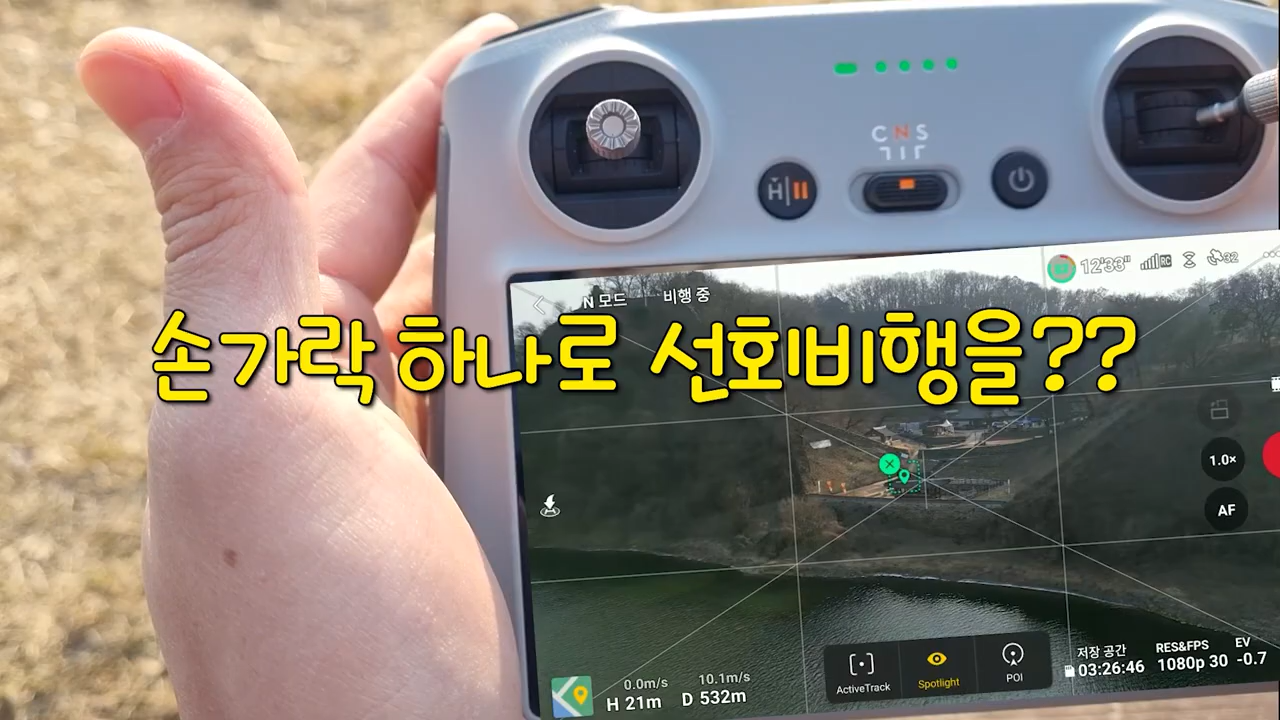 C N S
H
12'33" RC 32
N 모드 비행 중
손가락 하나로 선회비행을??
1.0×
AF
ActiveTrack
Spotlight
POI
0.0m/s 10.1m/s
H 21m D 532m
저장 공간 RES&FPS EV
03:26:46 1080p 30 -0.7